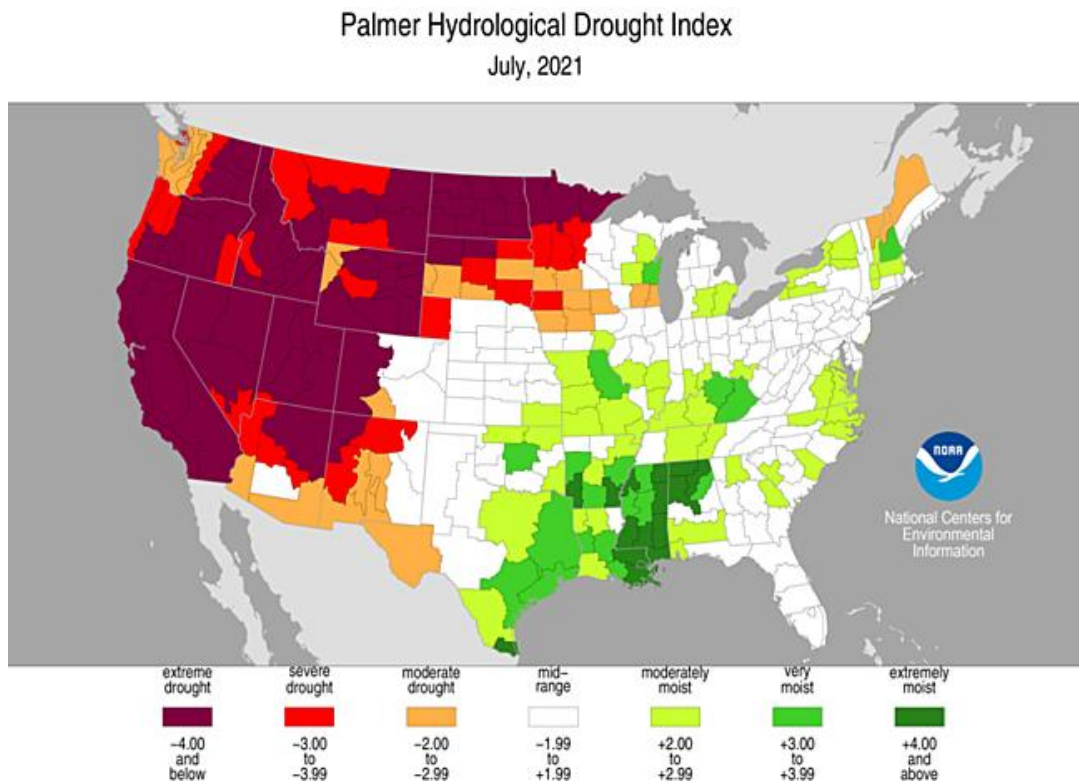 Palmer Hydrological Drought Index
July, 2021
NOAA
National Centers for
Environmental
Information
extreme drought
severe drought
moderate drought
mid-range
moderately moist
very moist
extremely moist
−4.00 and below
−3.00 to −3.99
−2.00 to −2.99
−1.99 to +1.99
+2.00 to +2.99
+3.00 to +3.99
+4.00 and above